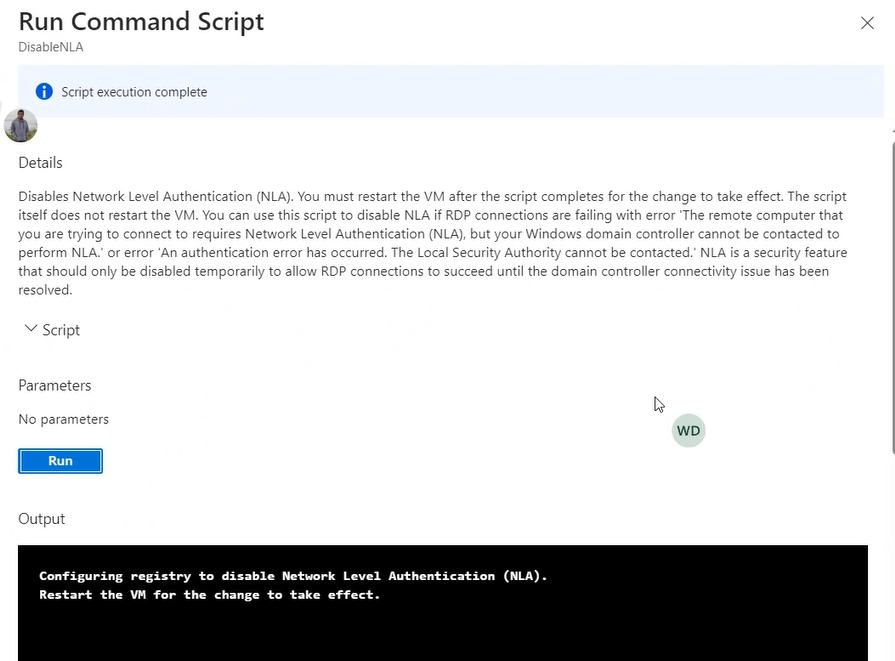 Run Command Script
DisableNLA
Script execution complete
Details
Disables Network Level Authentication (NLA). You must restart the VM after the script completes for the change to take effect. The script
itself does not restart the VM. You can use this script to disable NLA if RDP connections are failing with error 'The remote computer that
you are trying to connect to requires Network Level Authentication (NLA), but your Windows domain controller cannot be contacted to
perform NLA.' or error 'An authentication error has occurred. The Local Security Authority cannot be contacted.' NLA is a security feature
that should only be disabled temporarily to allow RDP connections to succeed until the domain controller connectivity issue has been
resolved.
Script
Parameters
No parameters
WD
Run
Output
Configuring registry to disable Network Level Authentication (NLA).
Restart the VM for the change to take effect.